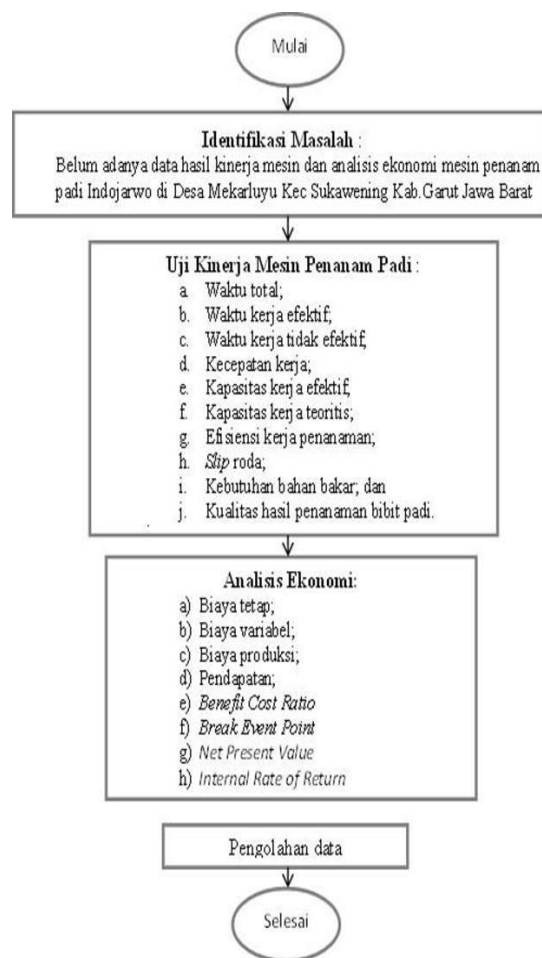 Mulai
Identifikasi Masalah :
Belum adanya data hasil kinerja mesin dan analisis ekonomi mesin penanam
padi Indojarwo di Desa Mekarluyu Kec Sukawening Kab.Garut Jawa Barat
Uji Kinerja Mesin Penanam Padi :
a. Waktu total;
b. Waktu kerja efektif;
c. Waktu kerja tidak efektif;
d. Kecepatan kerja;
e. Kapasitas kerja efektif;
f. Kapasitas kerja teoritis;
g. Efisiensi kerja penanaman;
h. Slip roda;
i. Kebutuhan bahan bakar; dan
j. Kualitas hasil penanaman bibit padi.
Analisis Ekonomi:
a) Biaya tetap;
b) Biaya variabel;
c) Biaya produksi;
d) Pendapatan;
e) Benefit Cost Ratio
f) Break Event Point
g) Net Present Value
h) Internal Rate of Return
Pengolahan data
Selesai